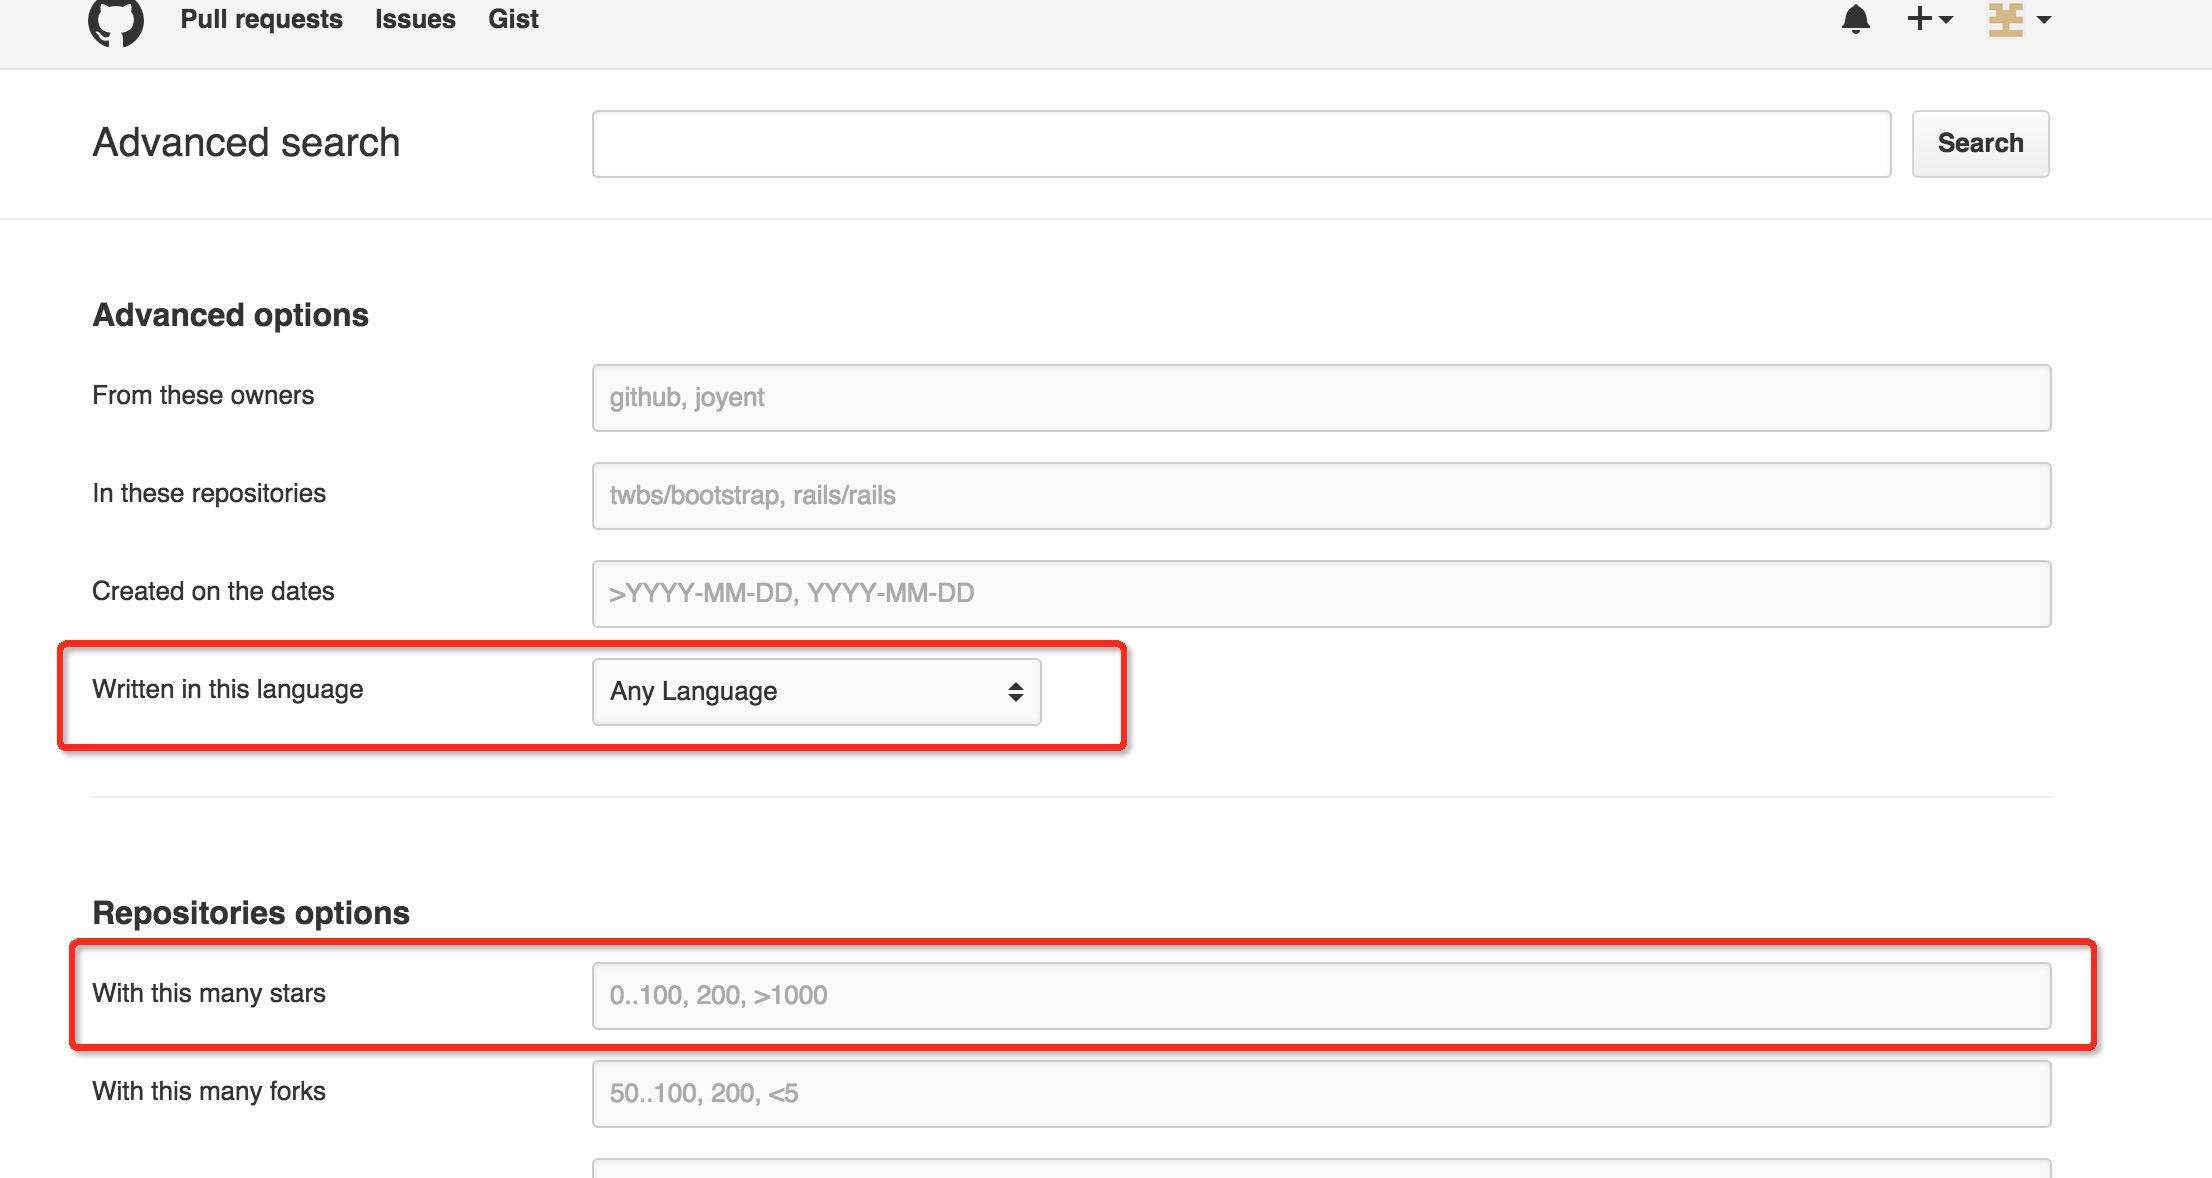 Pull requests Issues Gist
Advanced search Search
Advanced options
From these owners github, joyent
In these repositories twbs/bootstrap, rails/rails
Created on the dates >YYYY-MM-DD, YYYY-MM-DD
Written in this language Any Language
Repositories options
With this many stars 0..100, 200, >1000
With this many forks 50..100, 200, <5